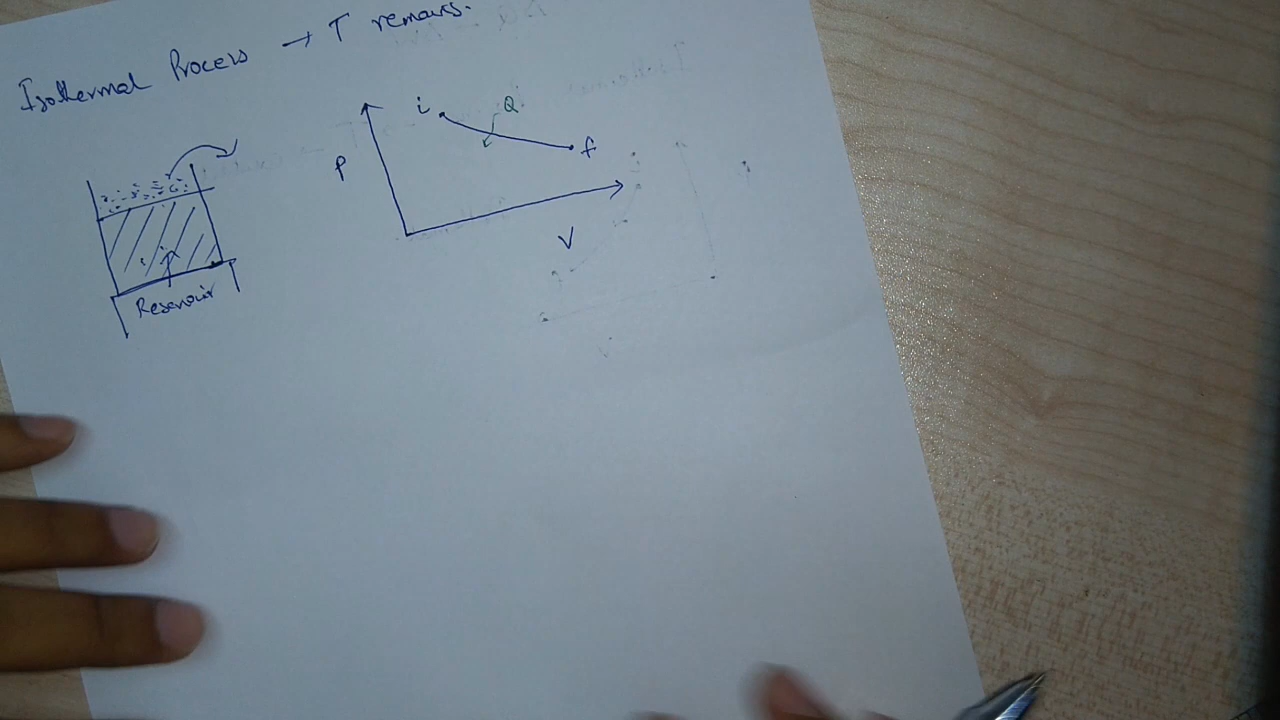 Isothermal Process → T remains.
i
Q
f
P
V
Reservoir